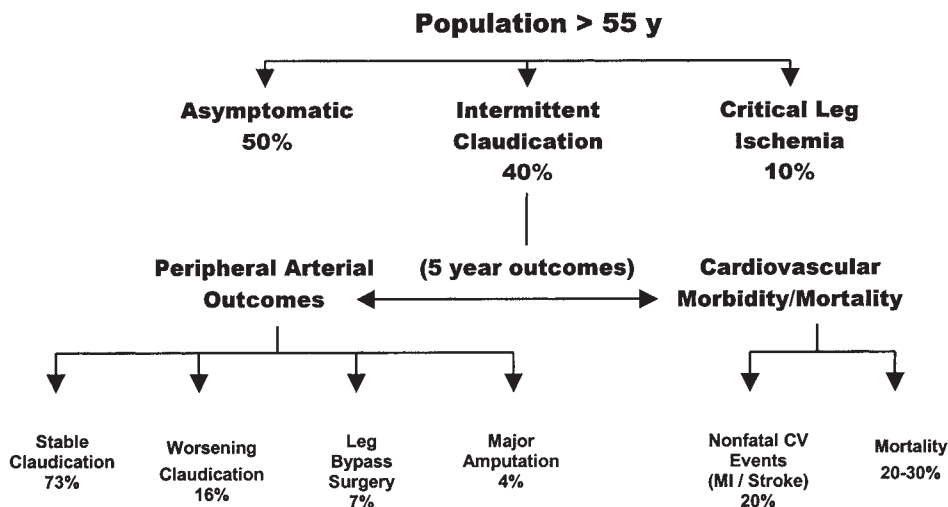 Population > 55 y
Asymptomatic
50%
Intermittent
Claudication
40%
Critical Leg
Ischemia
10%
Peripheral Arterial
Outcomes
(5 year outcomes)
Cardiovascular
Morbidity/Mortality
Stable
Claudication
73%
Worsening
Claudication
16%
Leg
Bypass
Surgery
7%
Major
Amputation
4%
Nonfatal CV
Events
(MI / Stroke)
20%
Mortality
20-30%